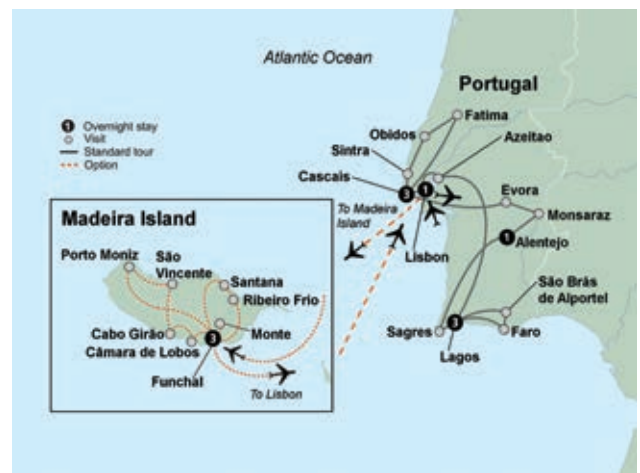 Atlantic Ocean
Portugal
1 Overnight stay
Visit
Standard tour
Option
Fatima
Obidos
Azeitao
Sintra
Cascais
3
1
To Madeira
Island
Lisbon
Evora
Monsaraz
1
Alentejo
São Brás
de Alportel
Sagres
3
Faro
Lagos
Madeira Island
Porto Moniz
São
Vincente
Santana
Ribeiro Frio
Cabo Girão
Monte
Câmara de Lobos
3
Funchal
To Lisbon